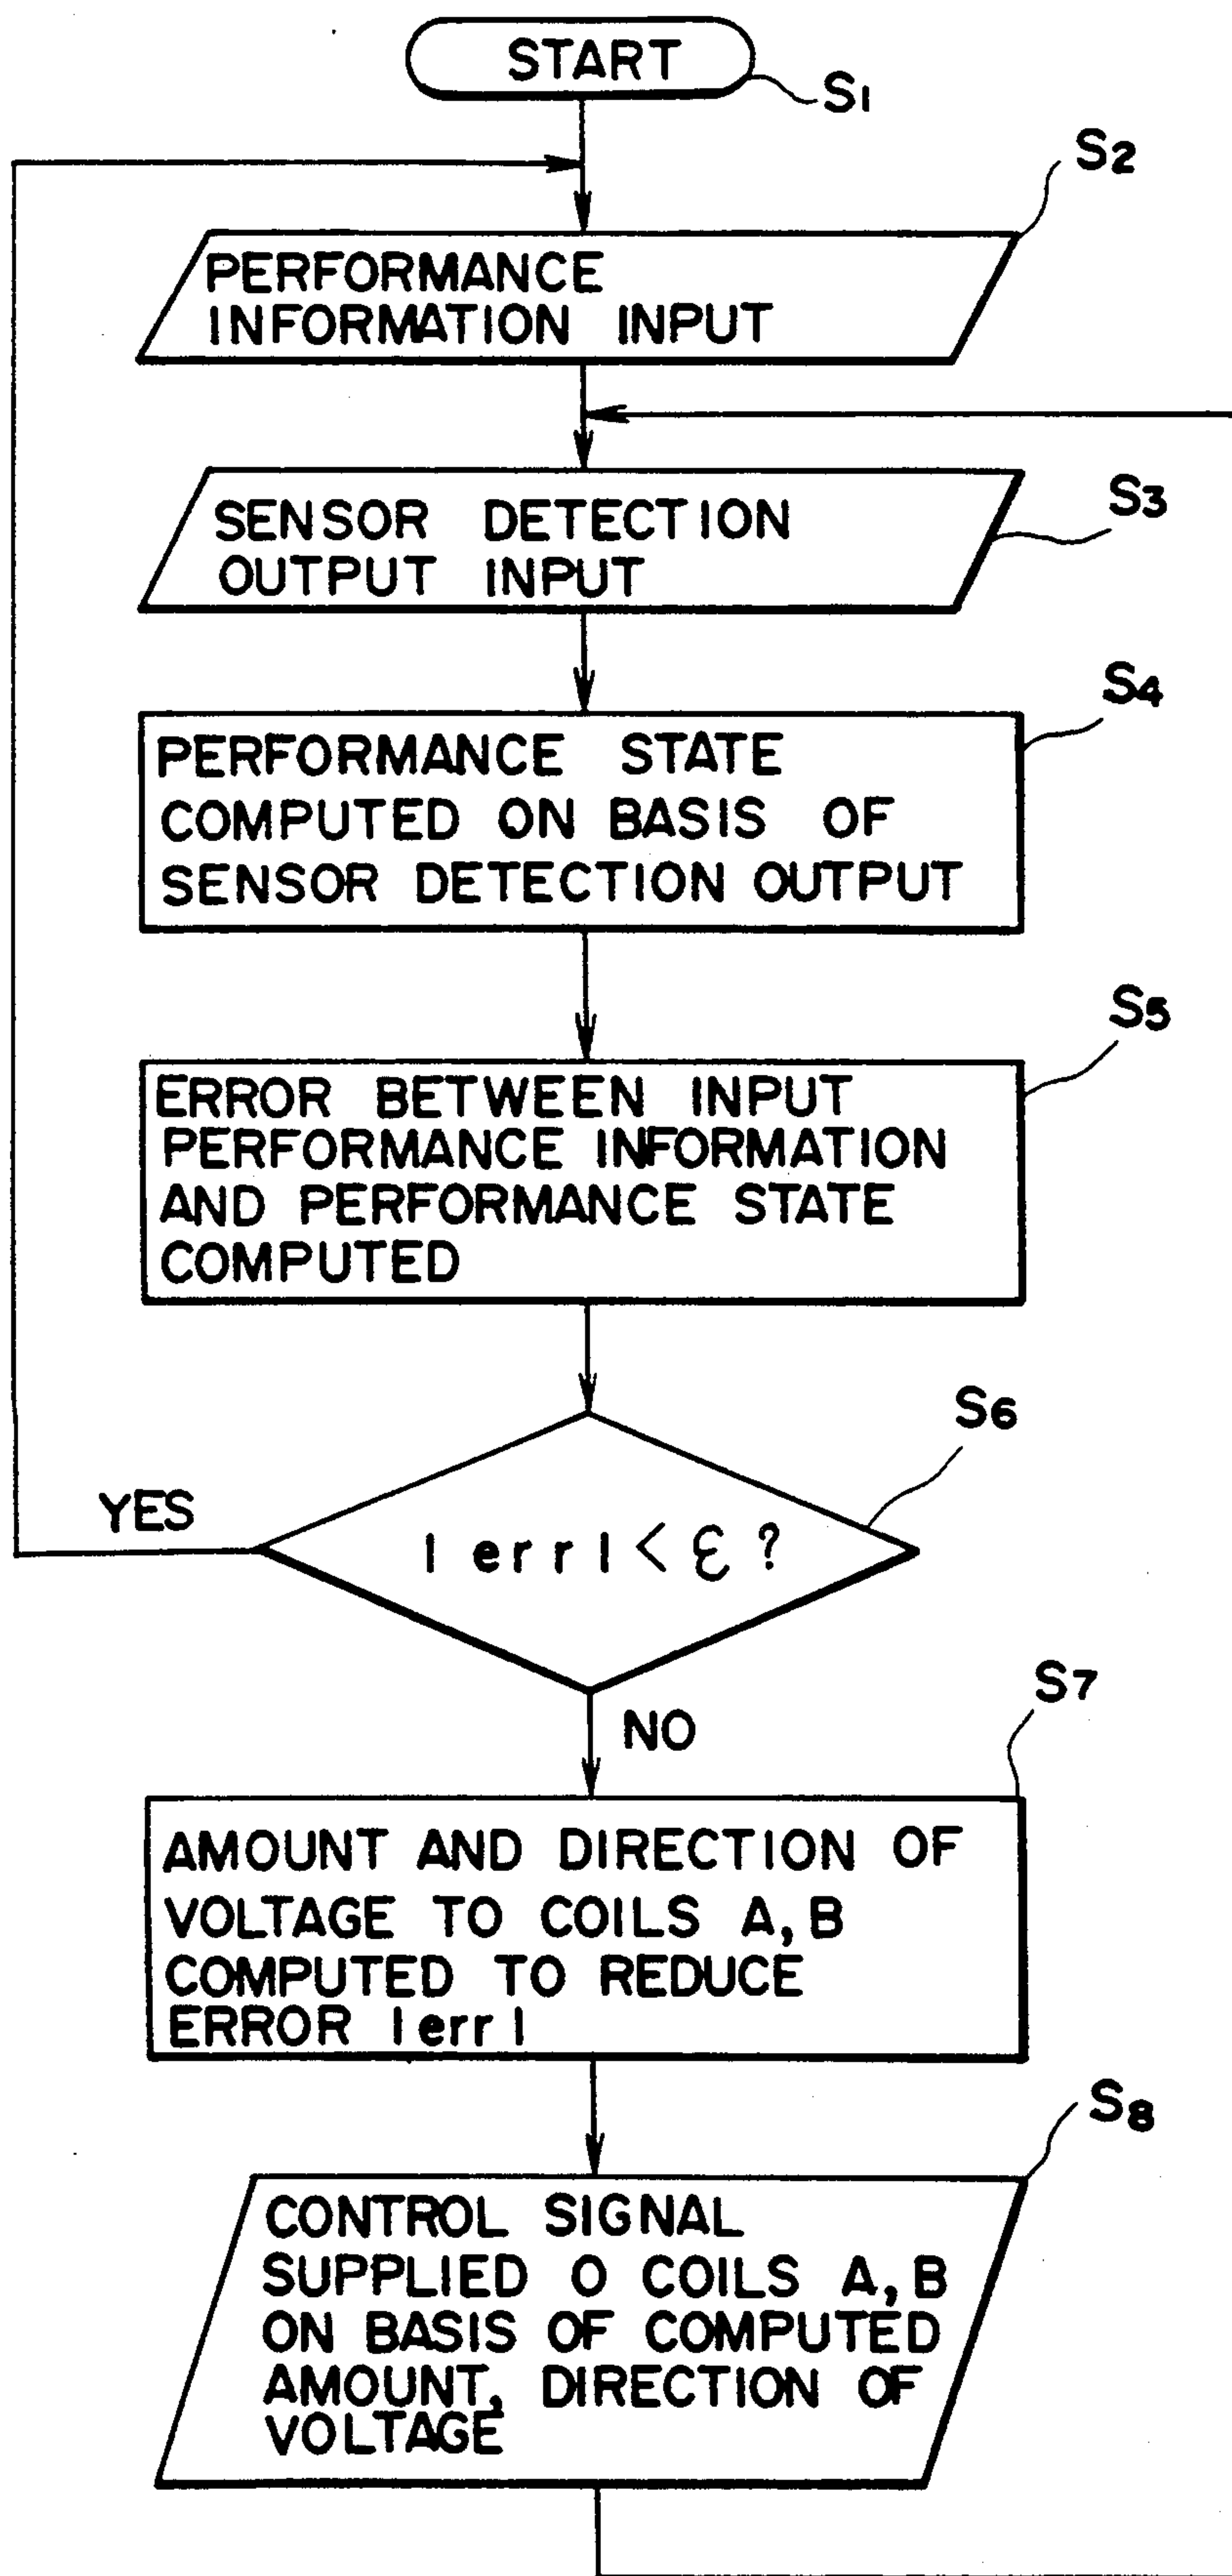 START
S1
S2
PERFORMANCE
INFORMATION INPUT
S3
SENSOR DETECTION
OUTPUT INPUT
S4
PERFORMANCE STATE
COMPUTED ON BASIS OF
SENSOR DETECTION OUTPUT
S5
ERROR BETWEEN INPUT
PERFORMANCE INFORMATION
AND PERFORMANCE STATE
COMPUTED
S6
YES
| err | < ε ?
NO
S7
AMOUNT AND DIRECTION OF
VOLTAGE TO COILS A, B
COMPUTED TO REDUCE
ERROR | err |
S8
CONTROL SIGNAL
SUPPLIED O COILS A, B
ON BASIS OF COMPUTED
AMOUNT, DIRECTION OF
VOLTAGE